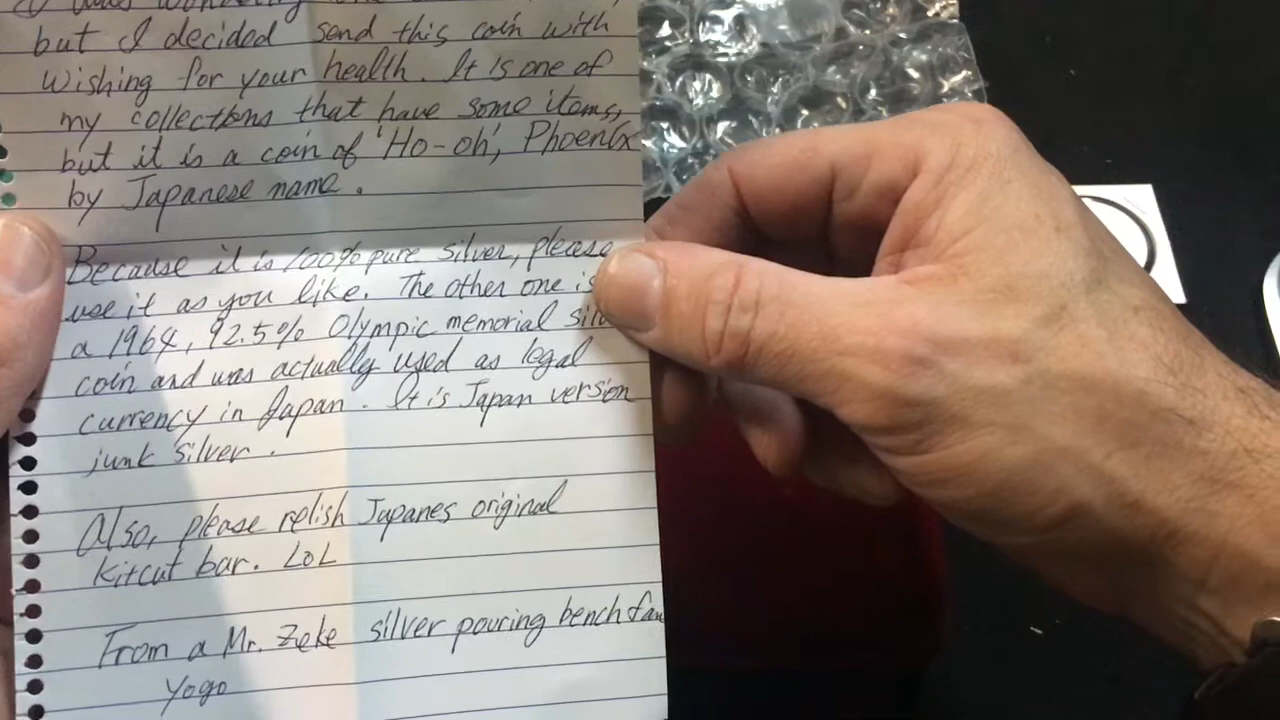 but I decided send this coin with
wishing for your health. It is one of
my collections that have some items,
but it is a coin of 'Ho-oh', Phoenix
by Japanese name.
Because it is 100% pure silver, please
use it as you like. The other one is
a 1964, 92.5% Olympic memorial
coin and was actually used as legal
currency in Japan. It is Japan version
junk silver.
Also, please relish Japanes original
kitcut bar. LoL
From a Mr. Zeke silver pouring bench fan
Yogo